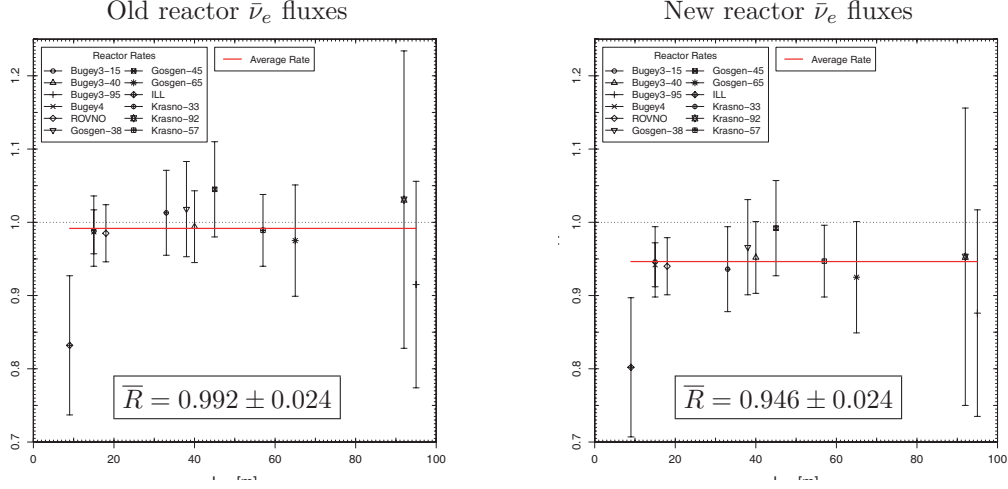 Old reactor ν̄e fluxes
Reactor Rates
Bugey3−15 Gosgen−45
Bugey3−40 Gosgen−65
Bugey3−95 ILL
Bugey4 Krasno−33
ROVNO Krasno−92
Gosgen−38 Krasno−57
Average Rate
1.2
1.1
1.0
0.9
0.8
0.7
R̅ = 0.992 ± 0.024
0 20 40 60 80 100
New reactor ν̄e fluxes
Reactor Rates
Bugey3−15 Gosgen−45
Bugey3−40 Gosgen−65
Bugey3−95 ILL
Bugey4 Krasno−33
ROVNO Krasno−92
Gosgen−38 Krasno−57
Average Rate
1.2
1.1
1.0
0.9
0.8
0.7
R̅ = 0.946 ± 0.024
0 20 40 60 80 100